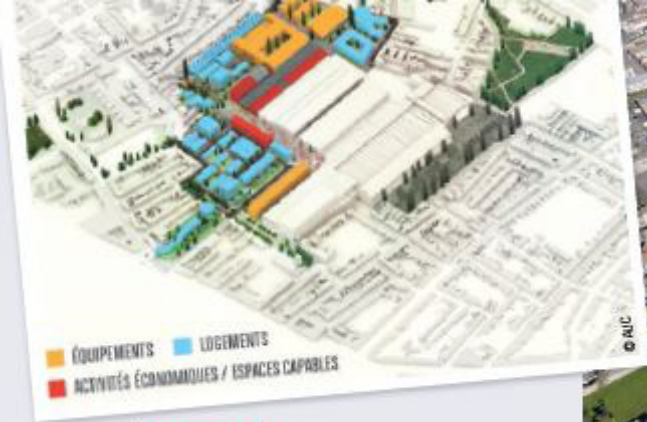 ÉQUIPEMENTS LOGEMENTS
ACTIVITÉS ÉCONOMIQUES / ESPACES CAPABLES
© AUC